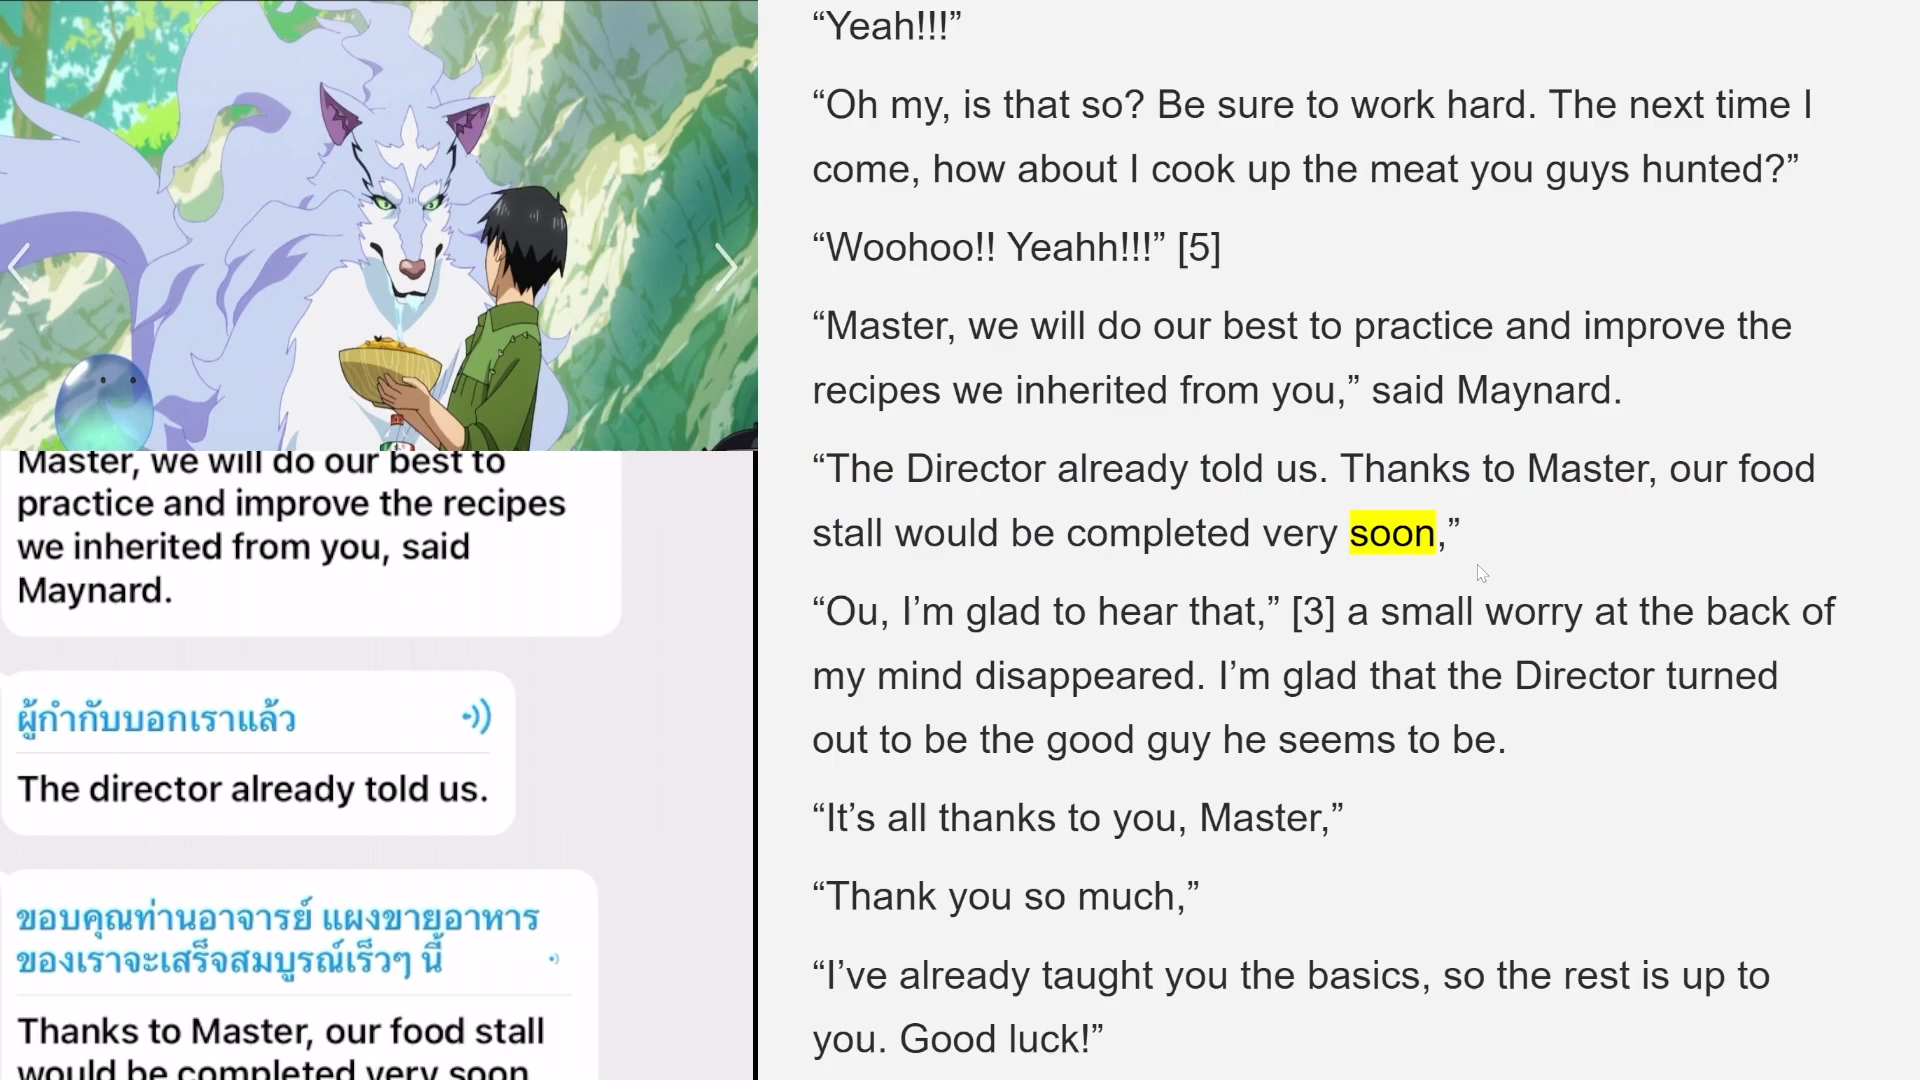 Master, we will do our best to
practice and improve the recipes
we inherited from you, said
Maynard.
ผู้กำกับบอกเราแล้ว
The director already told us.
ขอบคุณท่านอาจารย์ แผงขายอาหาร
ของเราจะเสร็จสมบูรณ์เร็วๆ นี้
Thanks to Master, our food stall
would be completed very soon
“Yeah!!!”
“Oh my, is that so? Be sure to work hard. The next time I
come, how about I cook up the meat you guys hunted?”
“Woohoo!! Yeahh!!!” [5]
“Master, we will do our best to practice and improve the
recipes we inherited from you,” said Maynard.
“The Director already told us. Thanks to Master, our food
stall would be completed very soon,”
“Ou, I’m glad to hear that,” [3] a small worry at the back of
my mind disappeared. I’m glad that the Director turned
out to be the good guy he seems to be.
“It’s all thanks to you, Master,”
“Thank you so much,”
“I’ve already taught you the basics, so the rest is up to
you. Good luck!”